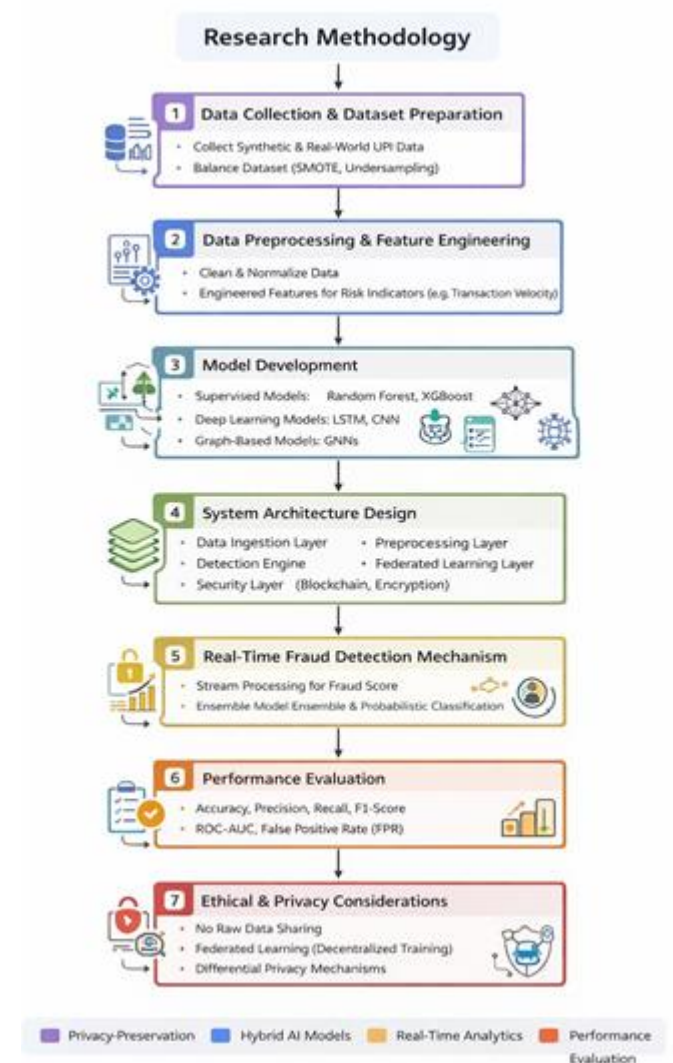 Research Methodology
1 Data Collection & Dataset Preparation
• Collect Synthetic & Real-World UPI Data
• Balance Dataset (SMOTE, Undersampling)
2 Data Preprocessing & Feature Engineering
• Clean & Normalize Data
• Engineered Features for Risk Indicators (e.g. Transaction Velocity)
3 Model Development
• Supervised Models: Random Forest, XGBoost
• Deep Learning Models: LSTM, CNN
• Graph-Based Models: GNNs
4 System Architecture Design
• Data Ingestion Layer • Preprocessing Layer
• Detection Engine • Federated Learning Layer
• Security Layer (Blockchain, Encryption)
5 Real-Time Fraud Detection Mechanism
• Stream Processing for Fraud Score
• Ensemble Model Ensemble & Probabilistic Classification
6 Performance Evaluation
• Accuracy, Precision, Recall, F1-Score
• ROC-AUC, False Positive Rate (FPR)
7 Ethical & Privacy Considerations
• No Raw Data Sharing
• Federated Learning (Decentralized Training)
• Differential Privacy Mechanisms
Privacy-Preservation Hybrid AI Models Real-Time Analytics Performance
Evaluation